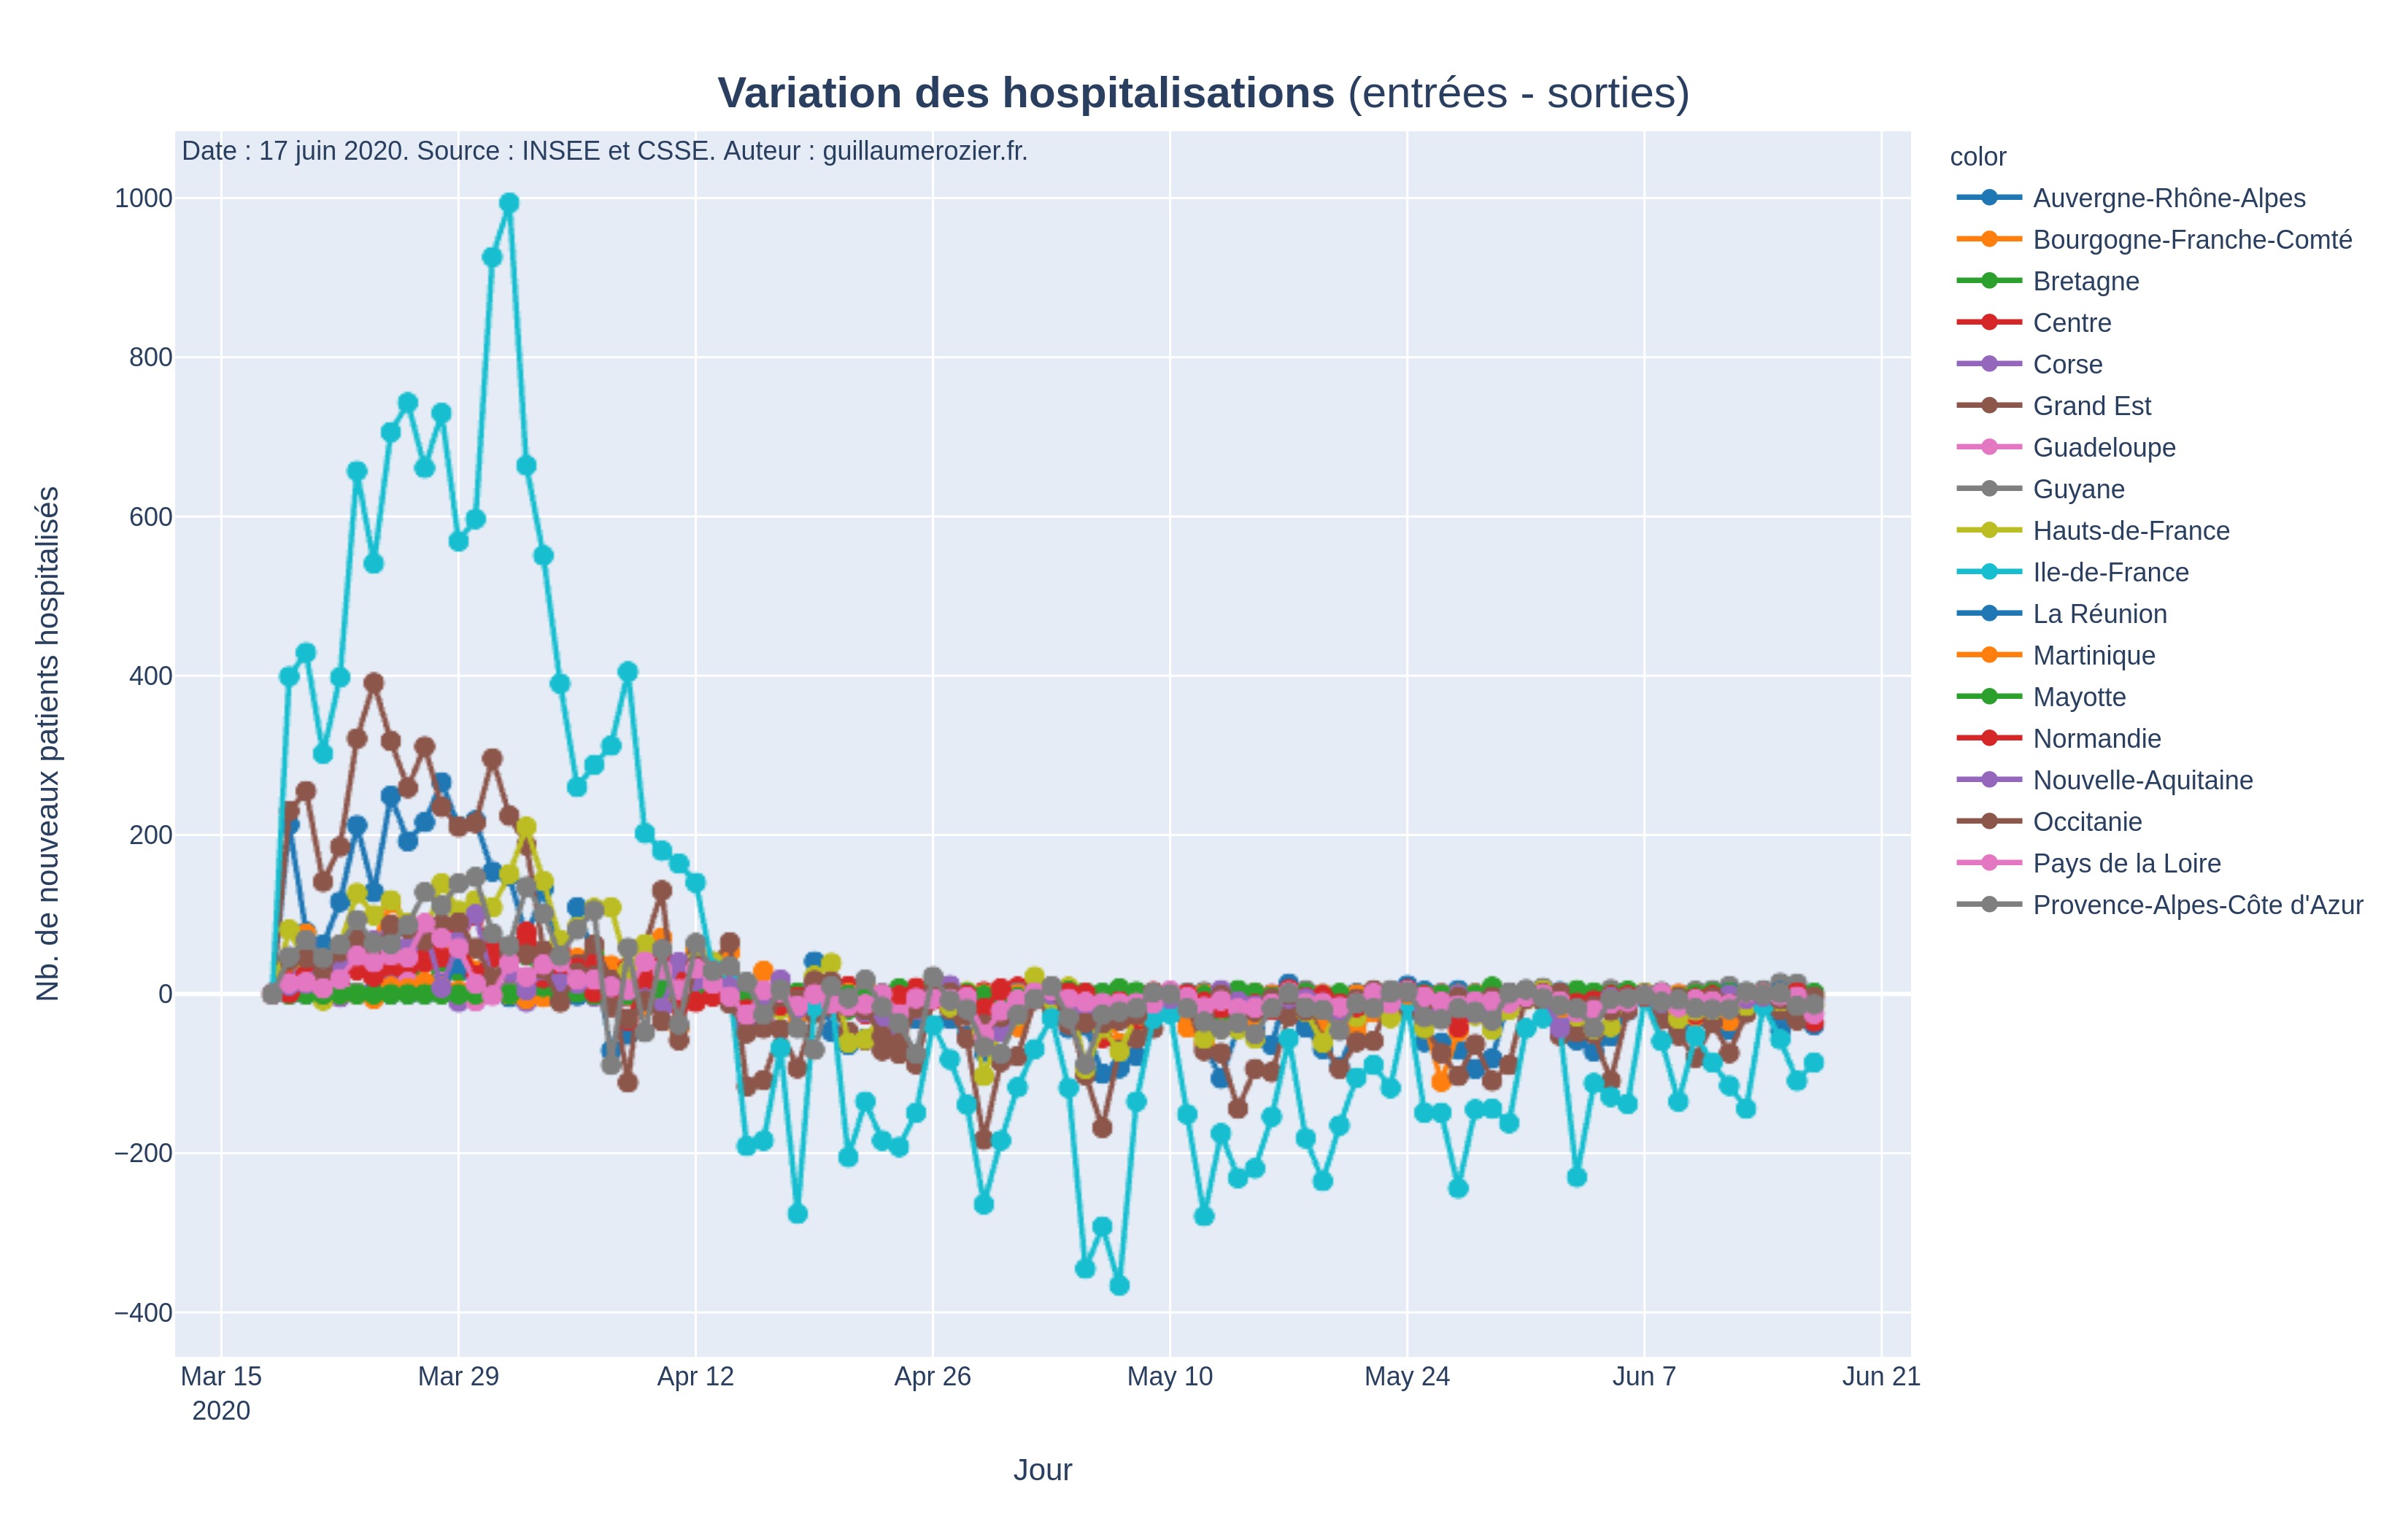 Variation des hospitalisations (entrées - sorties)
Date : 17 juin 2020. Source : INSEE et CSSE. Auteur : guillaumerozier.fr.
Nb. de nouveaux patients hospitalisés
1000
800
600
400
200
0
−200
−400
Mar 15
2020
Mar 29
Apr 12
Apr 26
May 10
May 24
Jun 7
Jun 21
Jour
color
Auvergne-Rhône-Alpes
Bourgogne-Franche-Comté
Bretagne
Centre
Corse
Grand Est
Guadeloupe
Guyane
Hauts-de-France
Ile-de-France
La Réunion
Martinique
Mayotte
Normandie
Nouvelle-Aquitaine
Occitanie
Pays de la Loire
Provence-Alpes-Côte d'Azur